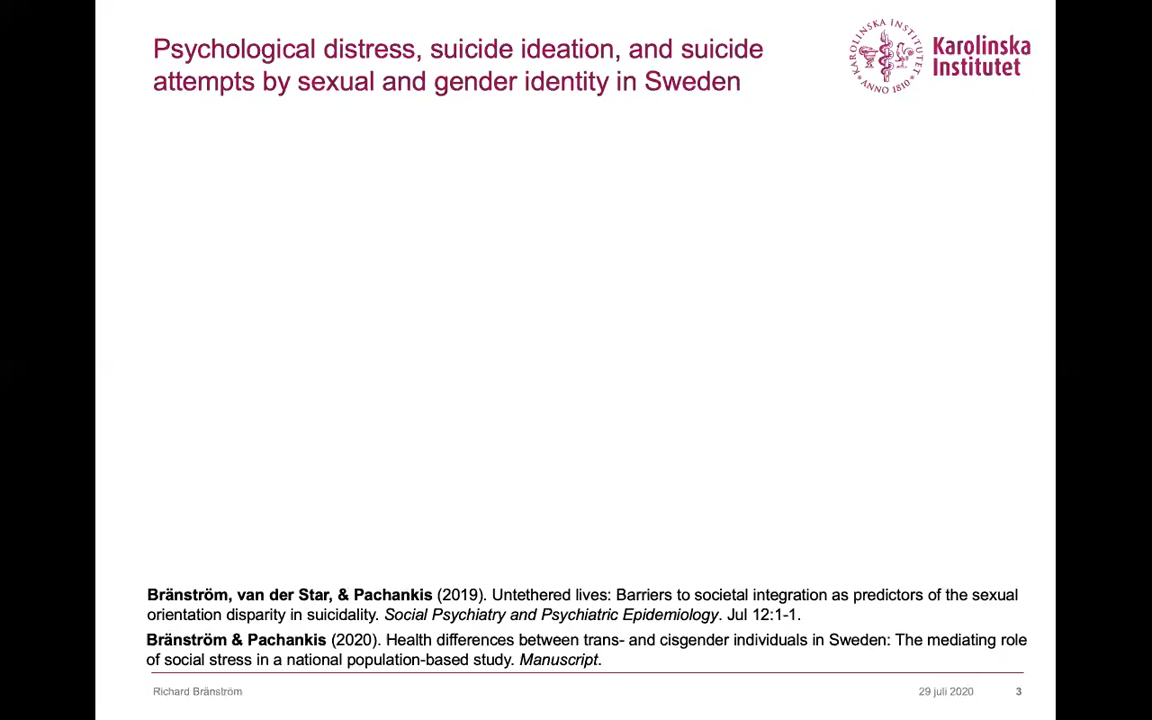 Psychological distress, suicide ideation, and suicide
attempts by sexual and gender identity in Sweden
KAROLINSKA INSTITUTET
ANNO 1810
Karolinska
Institutet
Bränström, van der Star, & Pachankis (2019). Untethered lives: Barriers to societal integration as predictors of the sexual
orientation disparity in suicidality. Social Psychiatry and Psychiatric Epidemiology. Jul 12:1-1.
Bränström & Pachankis (2020). Health differences between trans- and cisgender individuals in Sweden: The mediating role
of social stress in a national population-based study. Manuscript.
Richard Bränström
29 juli 2020
3